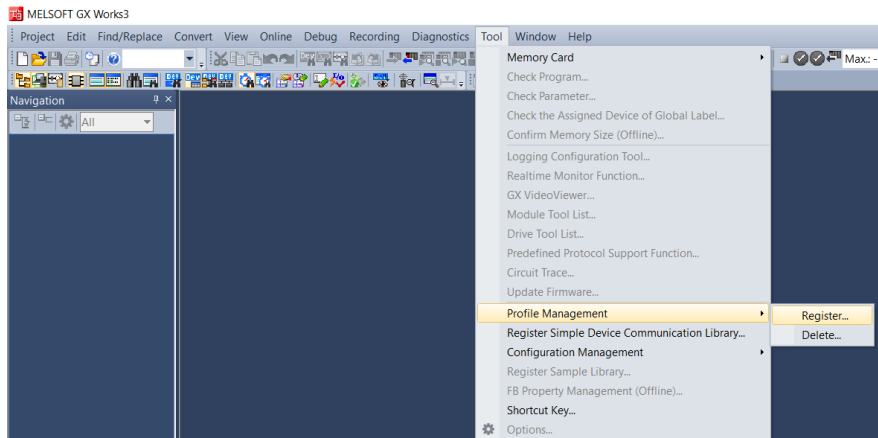 MELSOFT GX Works3
Project Edit Find/Replace Convert View Online Debug Recording Diagnostics Tool Window Help
Max.: -
Navigation
All
Memory Card
Check Program...
Check Parameter...
Check the Assigned Device of Global Label...
Confirm Memory Size (Offline)...
Logging Configuration Tool...
Realtime Monitor Function...
GX VideoViewer...
Module Tool List...
Drive Tool List...
Predefined Protocol Support Function...
Circuit Trace...
Update Firmware...
Profile Management
Register...
Register Simple Device Communication Library...
Delete...
Configuration Management
Register Sample Library...
FB Property Management (Offline)...
Shortcut Key...
Options...